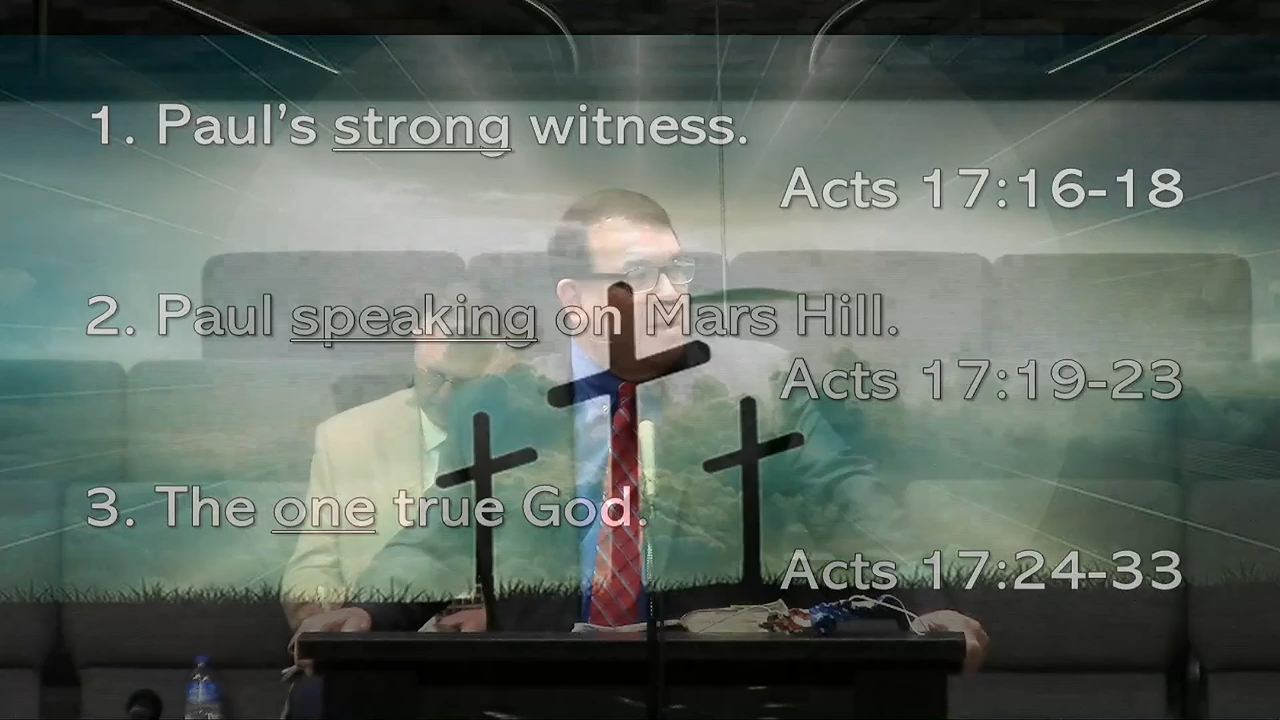 1. Paul's strong witness.
Acts 17:16-18
2. Paul speaking on Mars Hill.
Acts 17:19-23
3. The one true God.
Acts 17:24-33